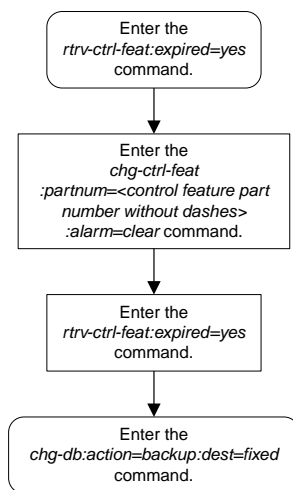 Enter the
rtrv-ctrl-feat:expired=yes
command.
Enter the
chg-ctrl-feat
:partnum=<control feature part
number without dashes>
:alarm=clear command.
Enter the
rtrv-ctrl-feat:expired=yes
command.
Enter the
chg-db:action=backup:dest=fixed
command.